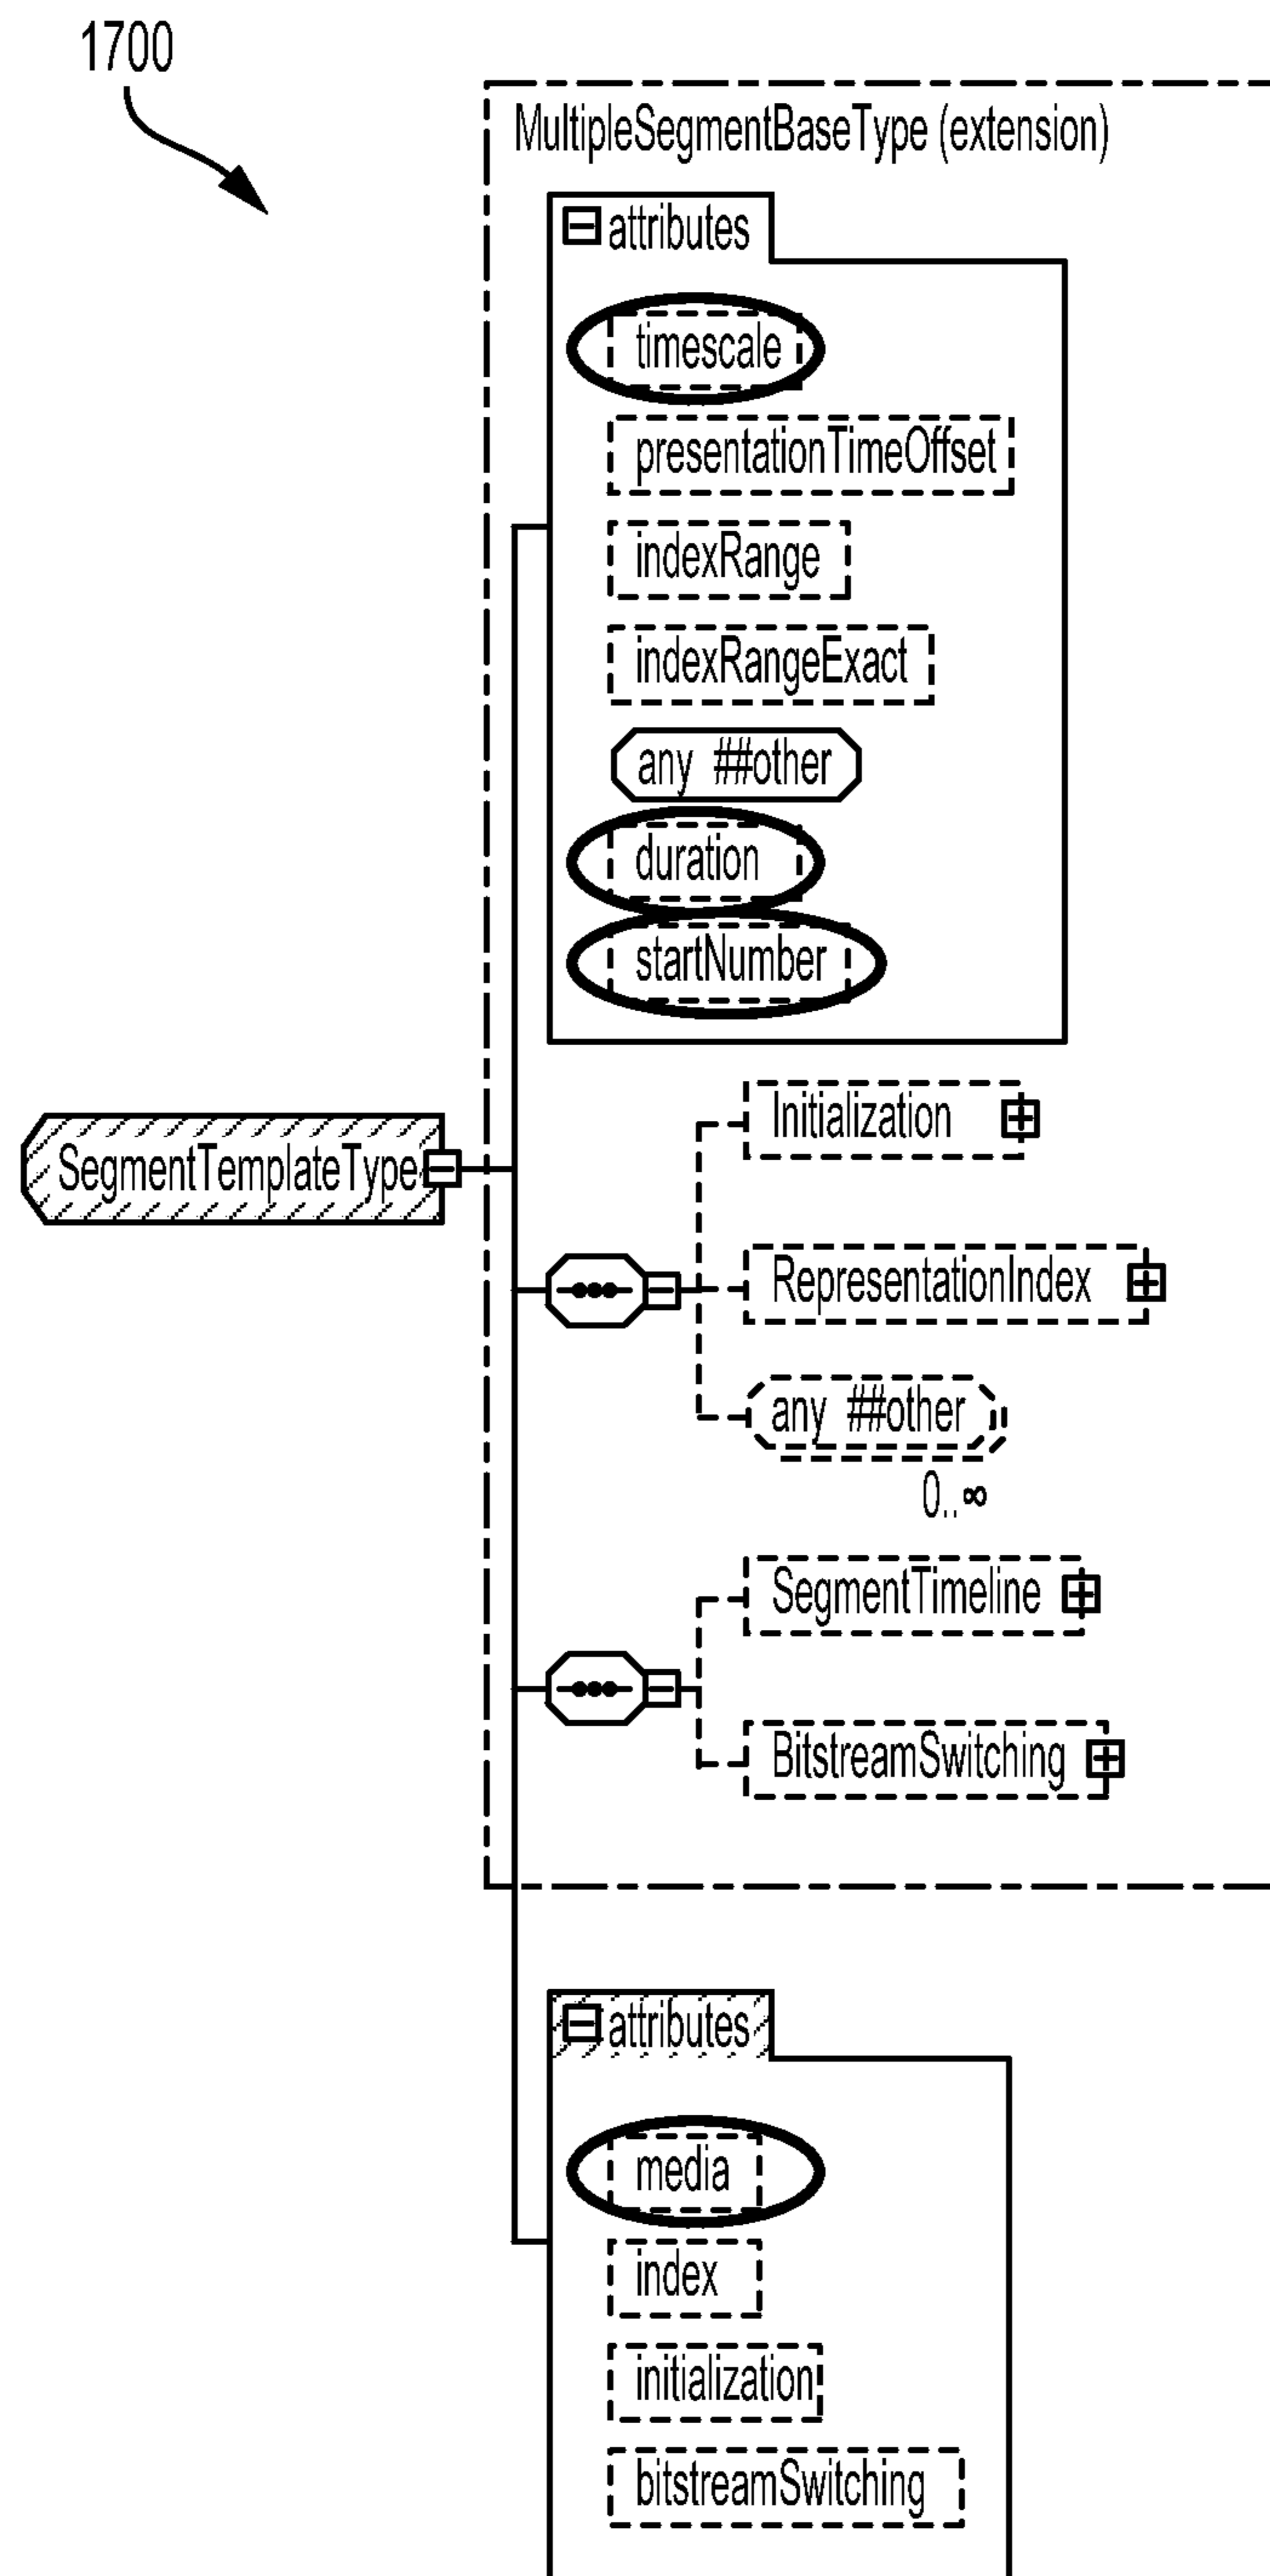 1700
MultipleSegmentBaseType (extension)
attributes
timescale
presentationTimeOffset
indexRange
indexRangeExact
any ##other
duration
startNumber
Initialization
SegmentTemplateType
RepresentationIndex
any ##other
0..∞
SegmentTimeline
BitstreamSwitching
attributes
media
index
initialization
bitstreamSwitching